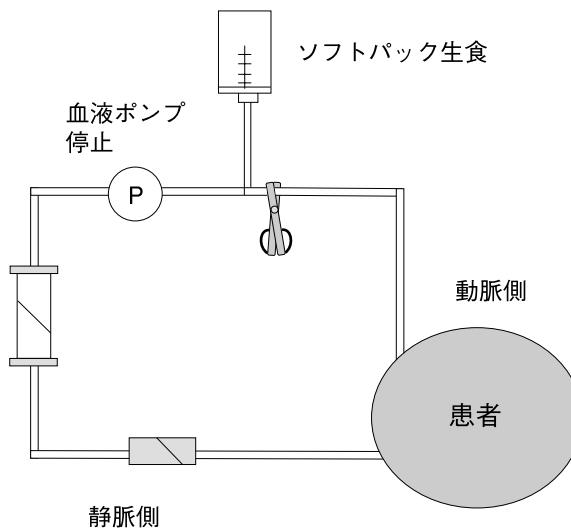 ソフトパック生食
血液ポンプ
停止
P
動脈側
患者
静脈側